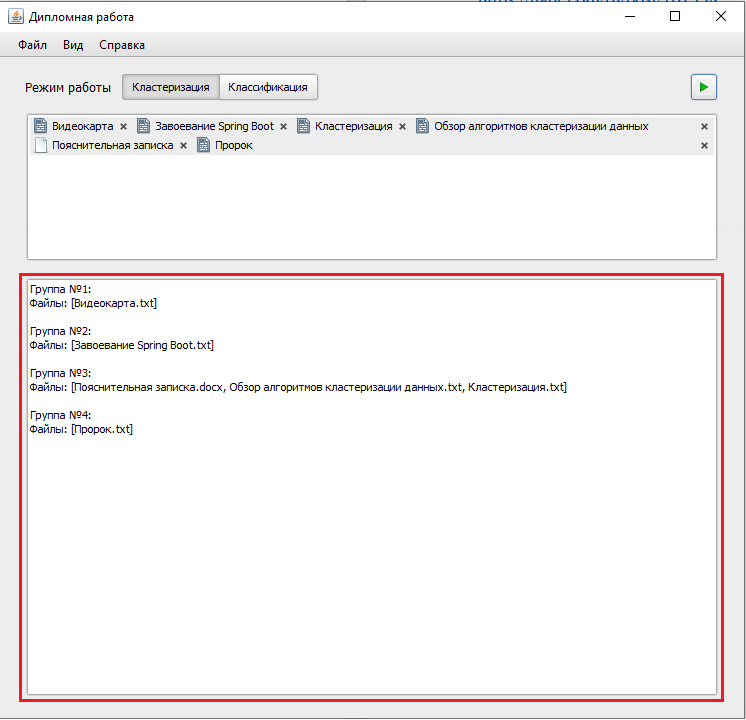 Дипломная работа
Файл Вид Справка
Режим работы Кластеризация Классификация
Видеокарта × Завоевание Spring Boot × Кластеризация × Обзор алгоритмов кластеризации данных ×
Пояснительная записка × Пророк ×
Группа №1:
Файлы: [Видеокарта.txt]
Группа №2:
Файлы: [Завоевание Spring Boot.txt]
Группа №3:
Файлы: [Пояснительная записка.docx, Обзор алгоритмов кластеризации данных.txt, Кластеризация.txt]
Группа №4:
Файлы: [Пророк.txt]